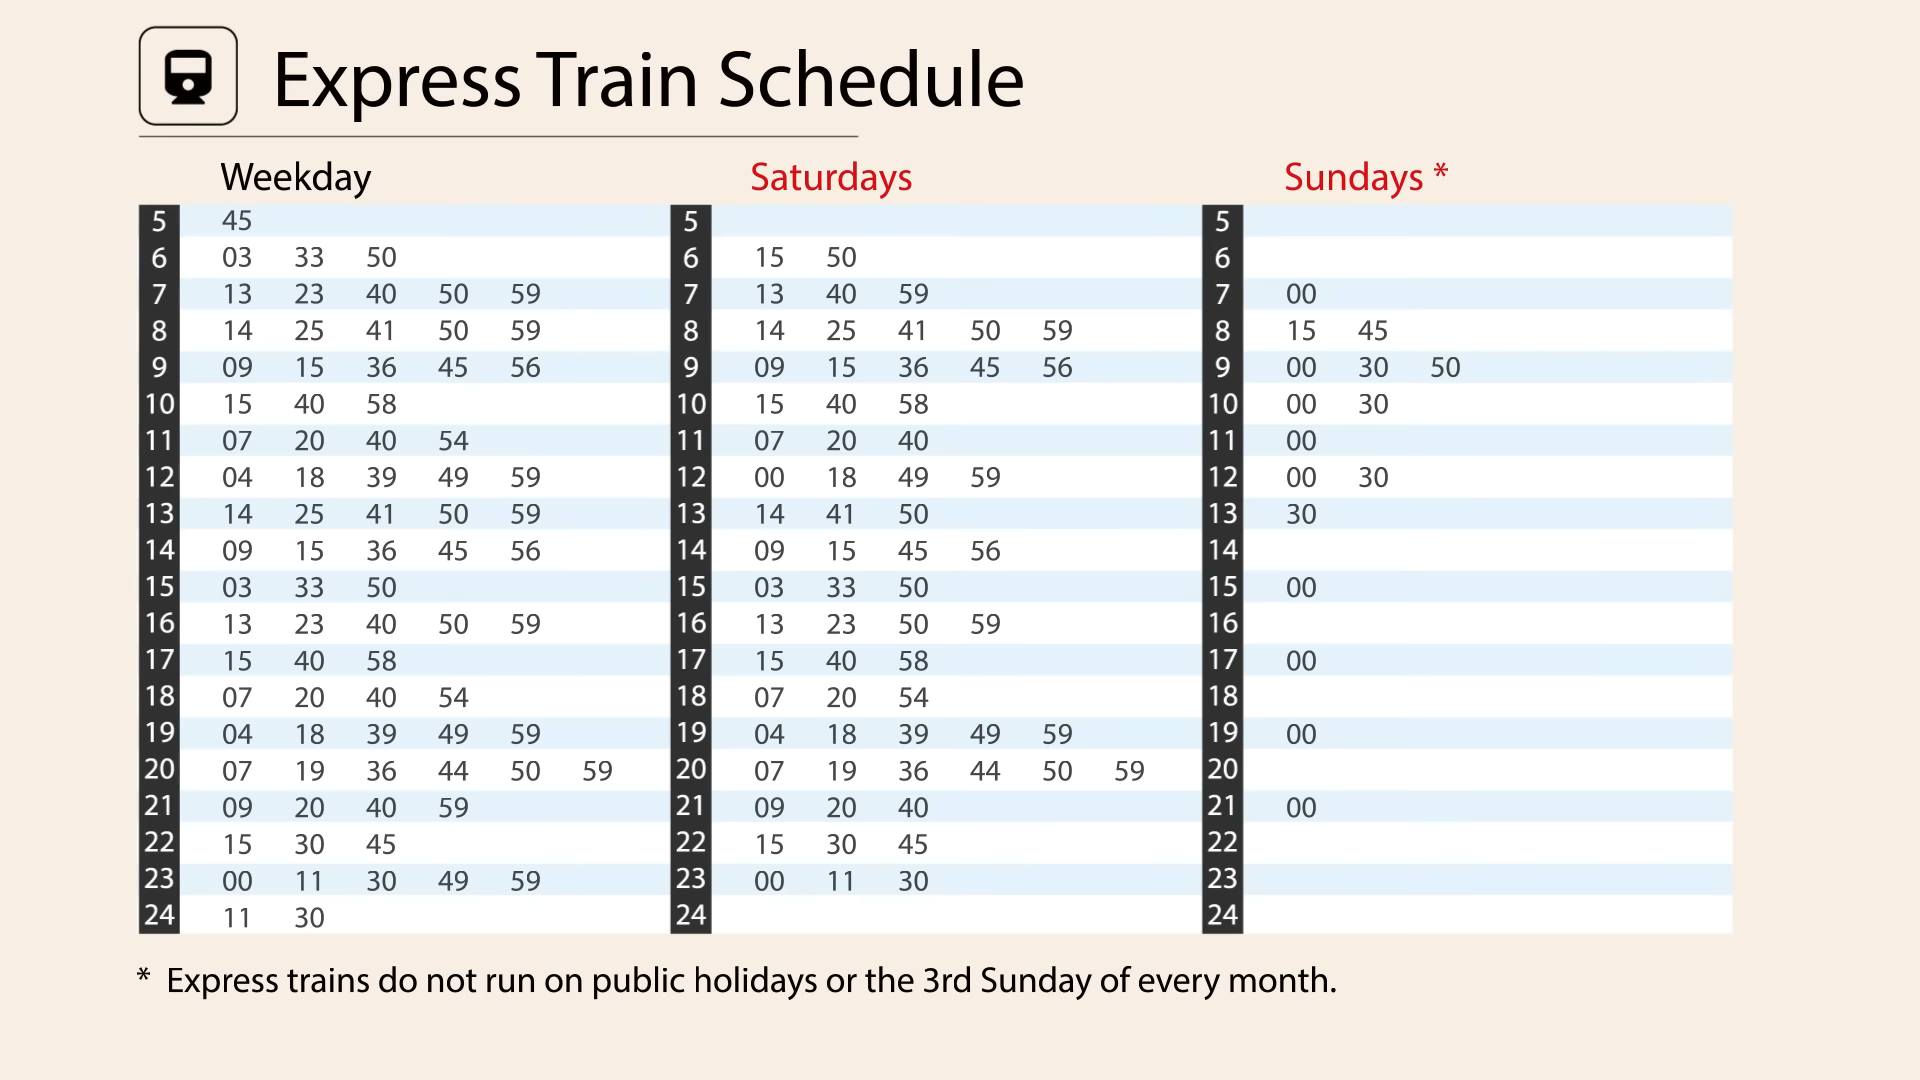 Express Train Schedule
Weekday Saturdays Sundays *
5 45 5 5
6 03 33 50 6 15 50 6
7 13 23 40 50 59 7 13 40 59 7 00
8 14 25 41 50 59 8 14 25 41 50 59 8 15 45
9 09 15 36 45 56 9 09 15 36 45 56 9 00 30 50
10 15 40 58 10 15 40 58 10 00 30
11 07 20 40 54 11 07 20 40 11 00
12 04 18 39 49 59 12 00 18 49 59 12 00 30
13 14 25 41 50 59 13 14 41 50 13 30
14 09 15 36 45 56 14 09 15 45 56 14
15 03 33 50 15 03 33 50 15 00
16 13 23 40 50 59 16 13 23 50 59 16
17 15 40 58 17 15 40 58 17 00
18 07 20 40 54 18 07 20 54 18
19 04 18 39 49 59 19 04 18 39 49 59 19 00
20 07 19 36 44 50 59 20 07 19 36 44 50 59 20
21 09 20 40 59 21 09 20 40 21 00
22 15 30 45 22 15 30 45 22
23 00 11 30 49 59 23 00 11 30 23
24 11 30 24 24
* Express trains do not run on public holidays or the 3rd Sunday of every month.